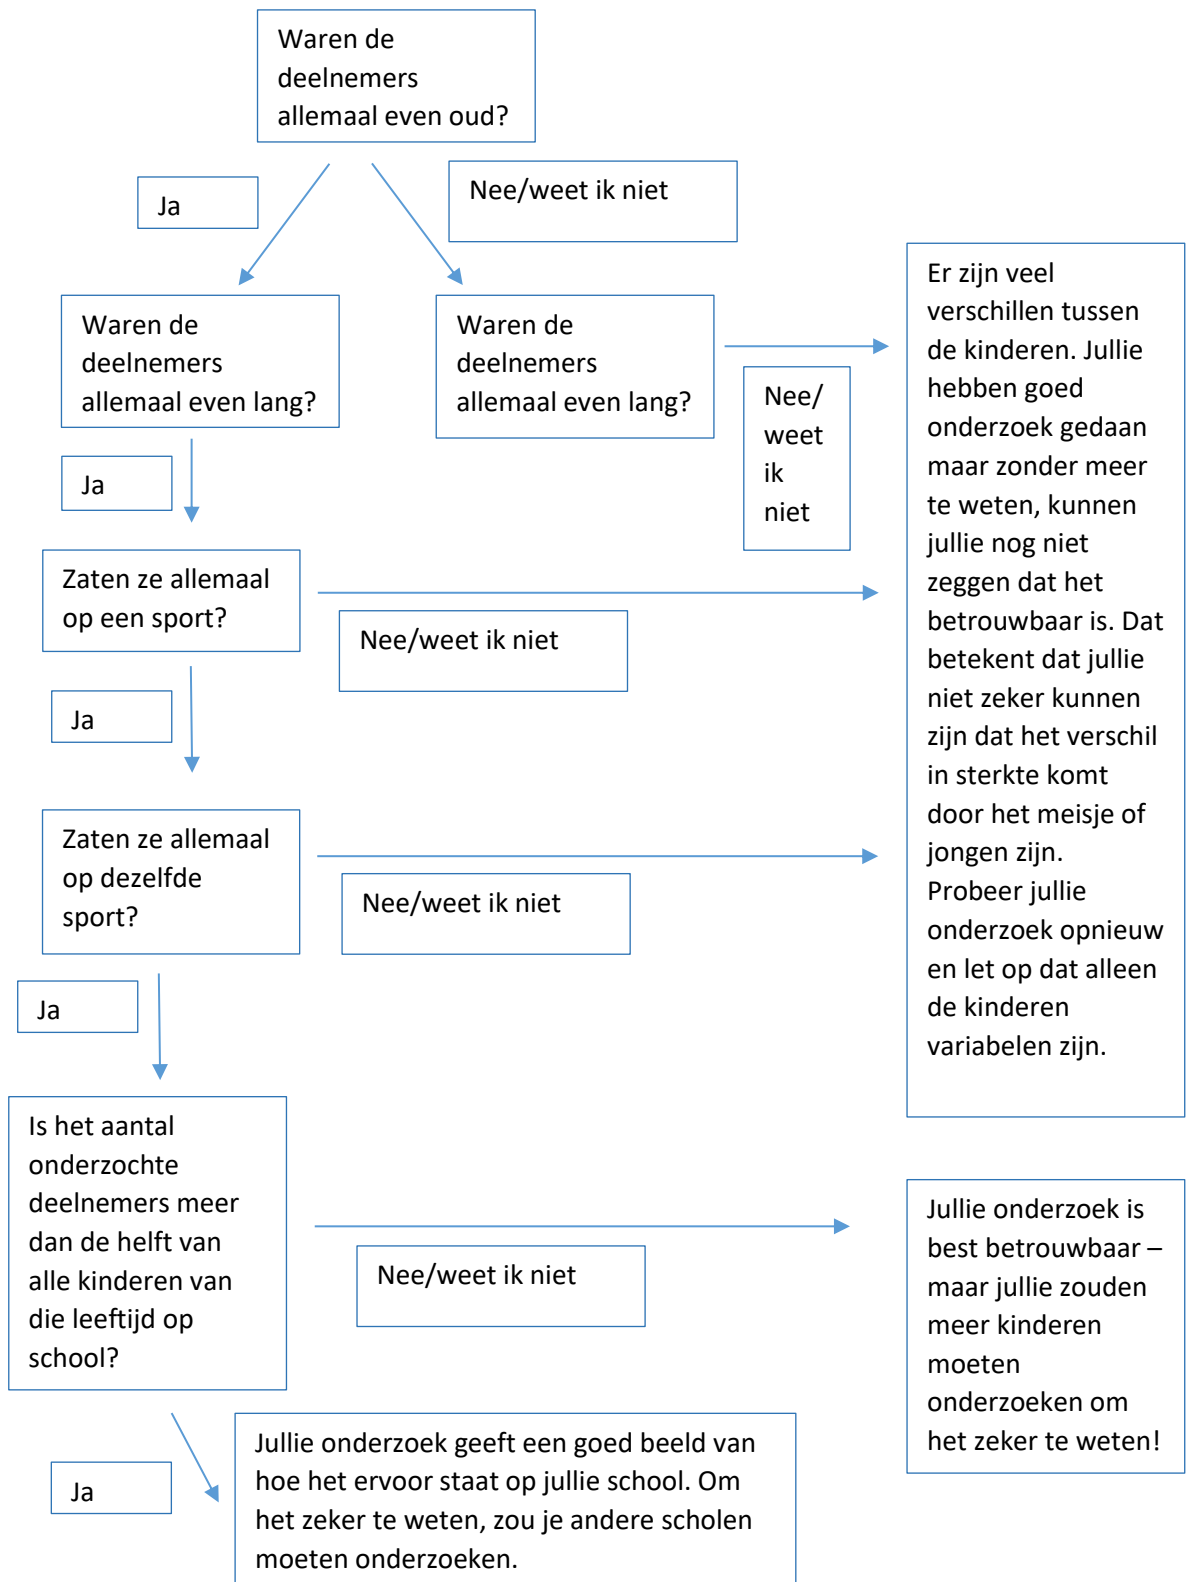 Waren de
deelnemers
allemaal even oud?
Ja
Nee/weet ik niet
Waren de
deelnemers
allemaal even lang?
Waren de
deelnemers
allemaal even lang?
Nee/
weet
ik
niet
Er zijn veel
verschillen tussen
de kinderen. Jullie
hebben goed
onderzoek gedaan
maar zonder meer
te weten, kunnen
jullie nog niet
zeggen dat het
betrouwbaar is. Dat
betekent dat jullie
niet zeker kunnen
zijn dat het verschil
in sterkte komt
door het meisje of
jongen zijn.
Probeer jullie
onderzoek opnieuw
en let op dat alleen
de kinderen
variabelen zijn.
Ja
Zaten ze allemaal
op een sport?
Nee/weet ik niet
Ja
Zaten ze allemaal
op dezelfde
sport?
Nee/weet ik niet
Ja
Is het aantal
onderzochte
deelnemers meer
dan de helft van
alle kinderen van
die leeftijd op
school?
Nee/weet ik niet
Jullie onderzoek is
best betrouwbaar –
maar jullie zouden
meer kinderen
moeten
onderzoeken om
het zeker te weten!
Ja
Jullie onderzoek geeft een goed beeld van
hoe het ervoor staat op jullie school. Om
het zeker te weten, zou je andere scholen
moeten onderzoeken.